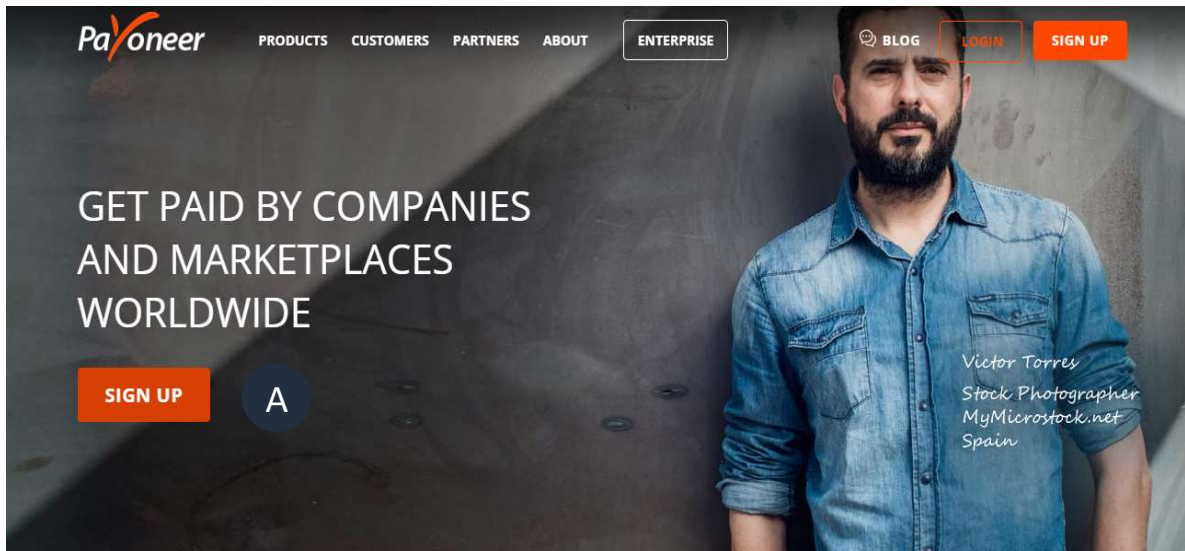 Payoneer
PRODUCTS CUSTOMERS PARTNERS ABOUT ENTERPRISE BLOG LOGIN SIGN UP
GET PAID BY COMPANIES
AND MARKETPLACES
WORLDWIDE
SIGN UP
A
Victor Torres
Stock Photographer
MyMicrostock.net
Spain